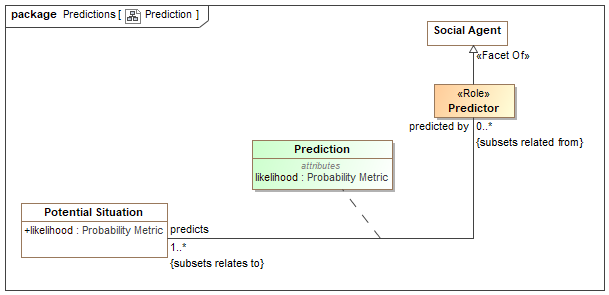 package Predictions [ Prediction ]
Social Agent
«Facet Of»
«Role»
Predictor
predicted by 0..*
{subsets related from}
Prediction
attributes
likelihood : Probability Metric
Potential Situation
+likelihood : Probability Metric
predicts
1..*
{subsets relates to}